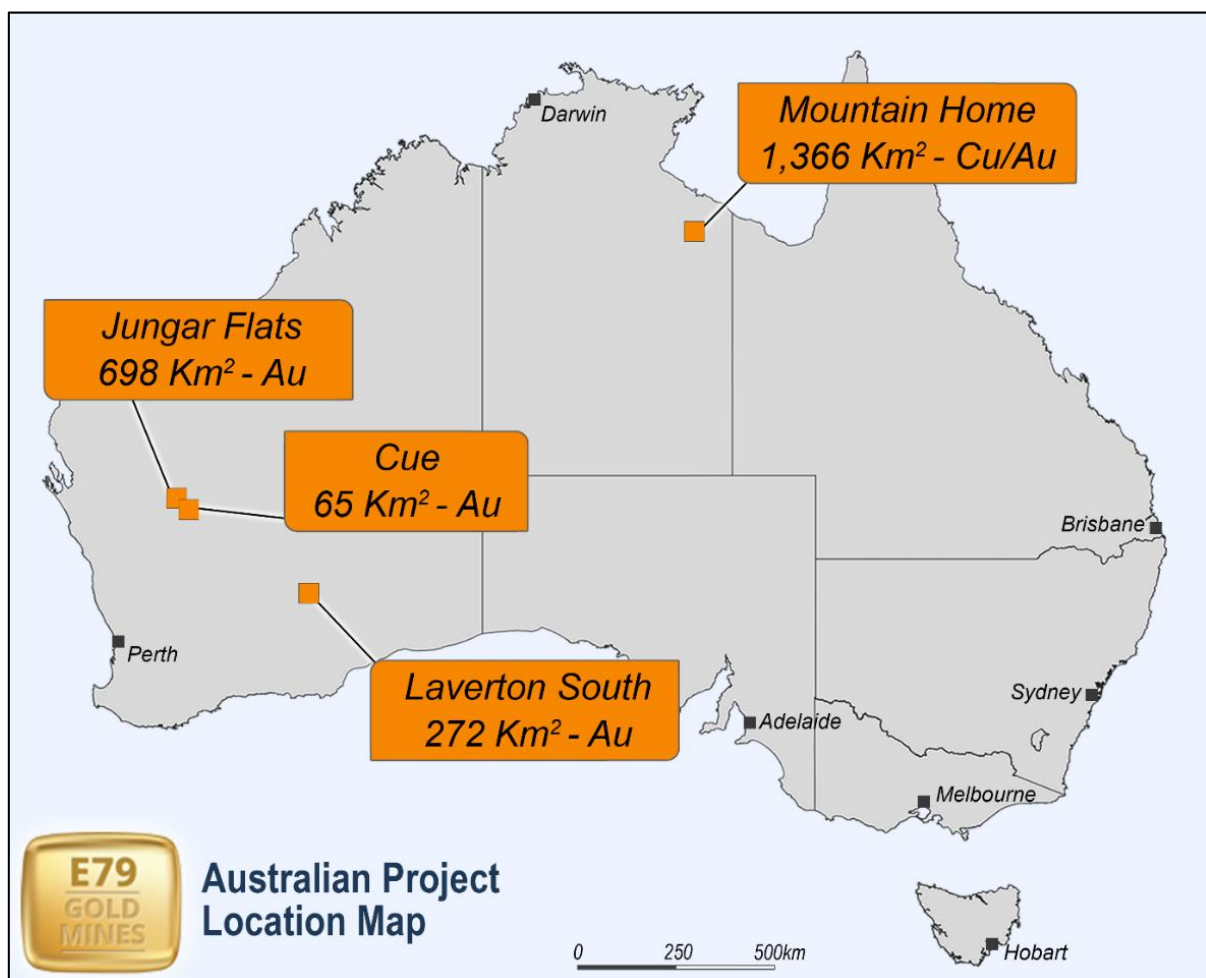 Darwin
Mountain Home
1,366 Km² - Cu/Au
Jungar Flats
698 Km² - Au
Cue
65 Km² - Au
Brisbane
Perth
Laverton South
272 Km² - Au
Sydney
Adelaide
Melbourne
E79
GOLD
MINES
Australian Project
Location Map
0 250 500km
Hobart